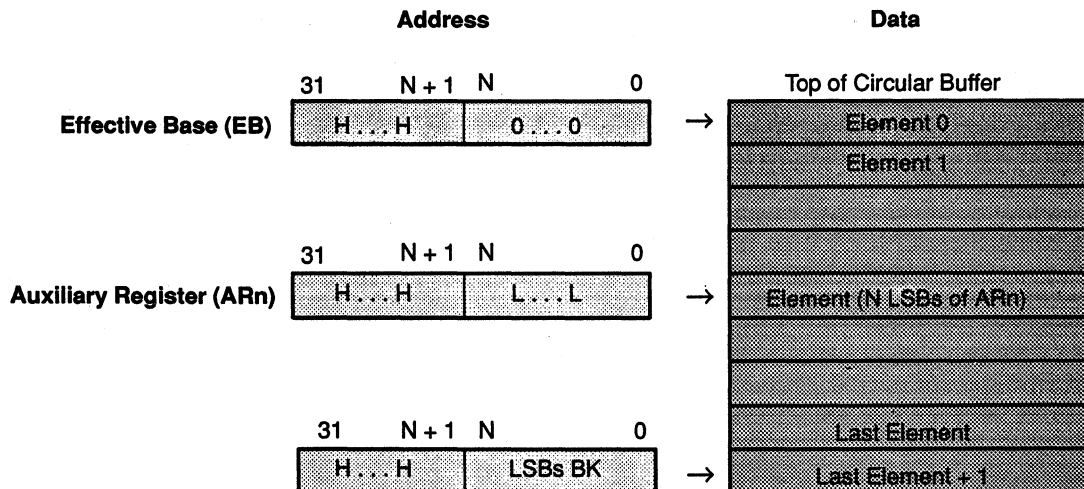 Address Data
31 N + 1 N 0 Top of Circular Buffer
Effective Base (EB) H . . . H 0 . . . 0 → Element 0
Element 1
31 N + 1 N 0
Auxiliary Register (ARn) H . . . H L . . . L → Element (N LSBs of ARn)
Last Element
31 N + 1 N 0
H . . . H LSBs BK → Last Element + 1